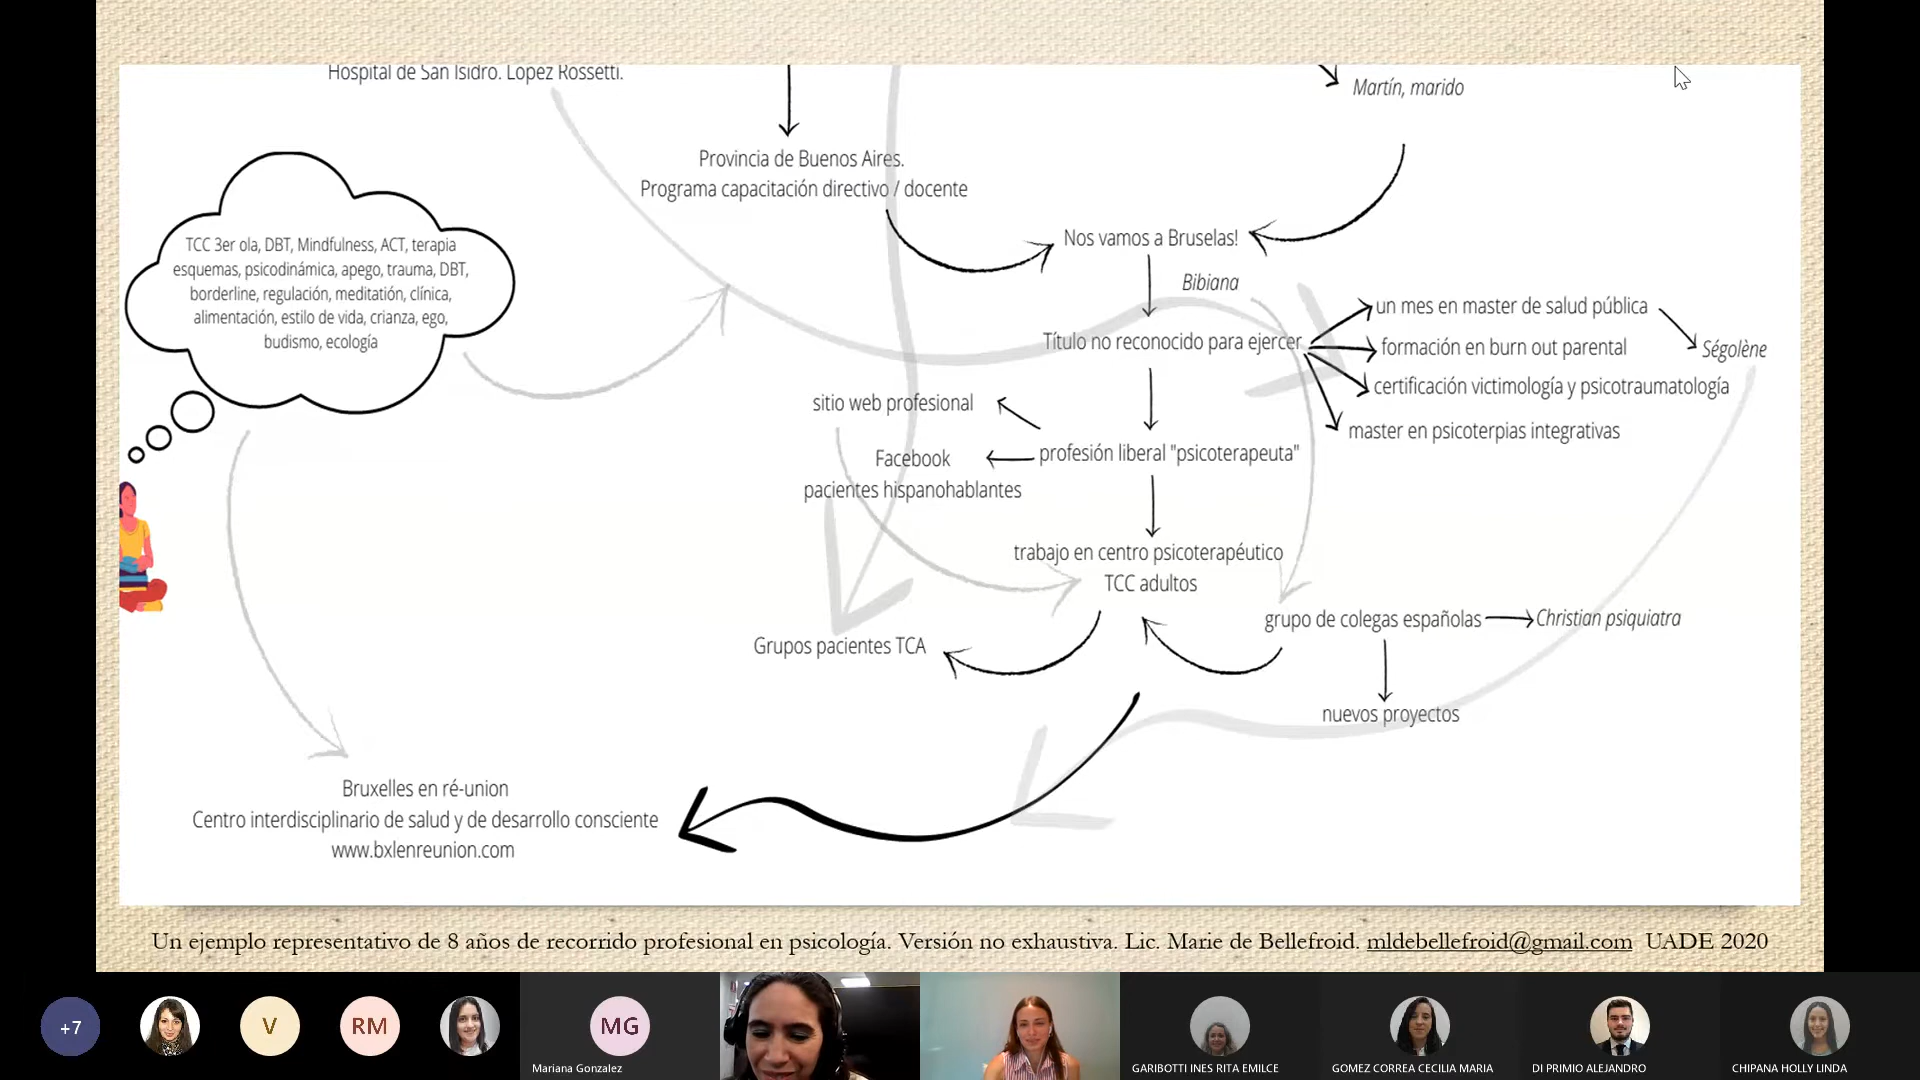 Hospital de San Isidro. Lopez Rossetti.
Martín, marido
Provincia de Buenos Aires.
Programa capacitación directivo / docente
Nos vamos a Bruselas!
Bibiana
TCC 3er ola, DBT, Mindfulness, ACT, terapia
esquemas, psicodinámica, apego, trauma, DBT,
borderline, regulación, meditatión, clínica,
alimentación, estilo de vida, crianza, ego,
budismo, ecología
Título no reconocido para ejercer
un mes en master de salud pública
formación en burn out parental
Ségolène
certificación victimología y psicotraumatología
master en psicoterpias integrativas
sitio web profesional
Facebook
pacientes hispanohablantes
profesión liberal "psicoterapeuta"
trabajo en centro psicoterapéutico
TCC adultos
Grupos pacientes TCA
grupo de colegas españolas
Christian psiquiatra
nuevos proyectos
Bruxelles en ré-union
Centro interdisciplinario de salud y de desarrollo consciente
www.bxlenreunion.com
Un ejemplo representativo de 8 años de recorrido profesional en psicología. Versión no exhaustiva. Lic. Marie de Bellefroid. mldebellefroid@gmail.com UADE 2020
+7
V
RM
MG
Mariana Gonzalez
GARIBOTTI INES RITA EMILCE
GOMEZ CORREA CECILIA MARIA
DI PRIMIO ALEJANDRO
CHIPANA HOLLY LINDA